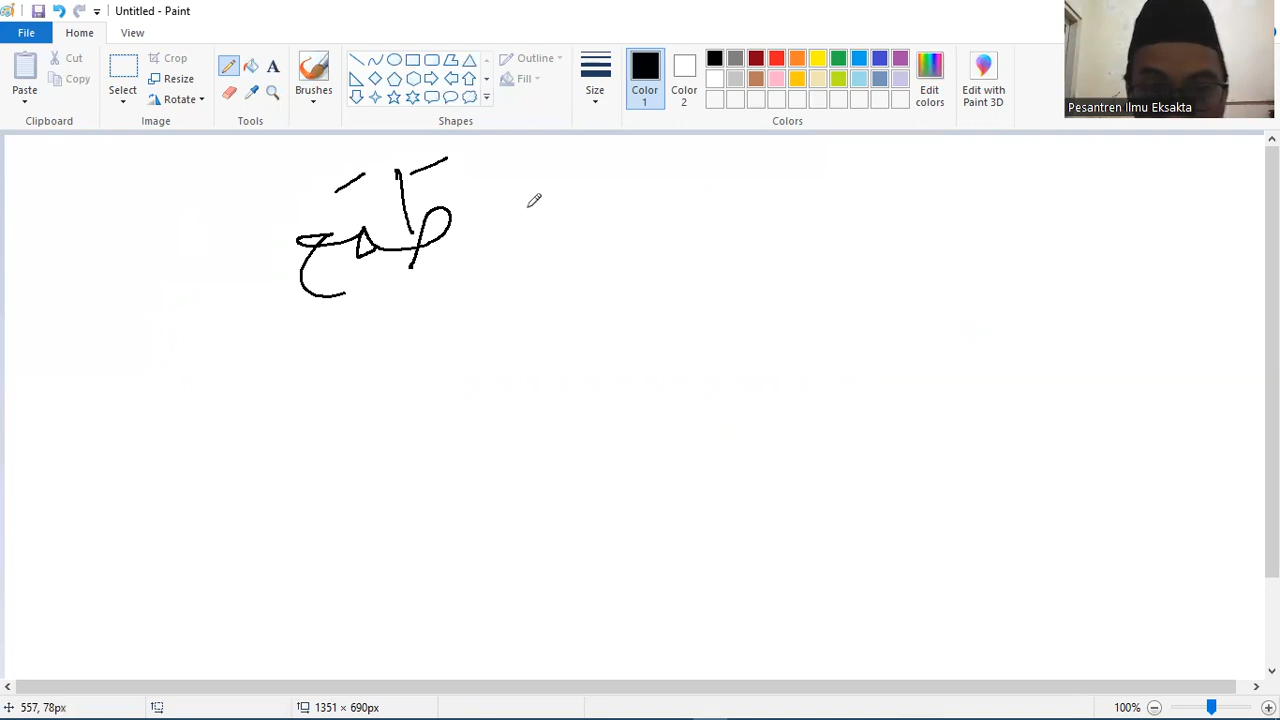 Untitled - Paint
File Home View
Paste Cut Copy Clipboard
Select Crop Resize Rotate Image
Tools
Brushes
Outline Fill Shapes
Size
Color 1 Color 2 Edit colors Colors
Edit with Paint 3D
Pesantren Ilmu Eksakta
طَمَع
557, 78px 1351 × 690px 100%